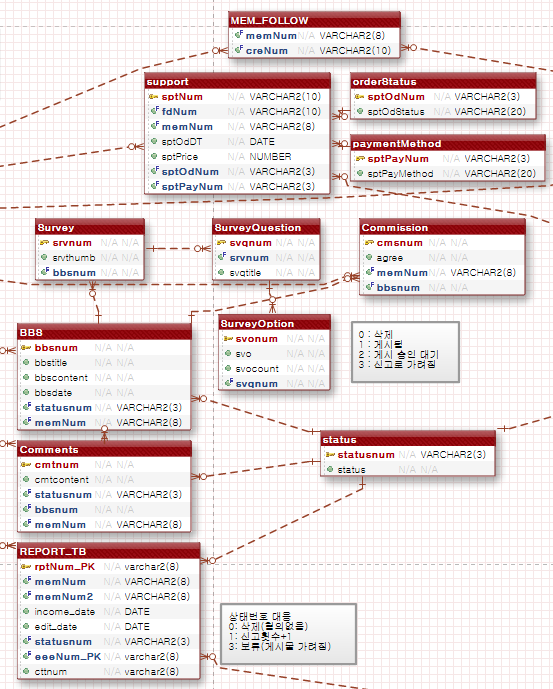 MEM_FOLLOW
memNum N/A VARCHAR2(8)
creNum N/A VARCHAR2(10)
support
sptNum N/A VARCHAR2(10)
fdNum N/A VARCHAR2(10)
memNum N/A VARCHAR2(8)
sptOdDT N/A DATE
sptPrice N/A NUMBER
sptOdNum N/A VARCHAR2(3)
sptPayNum N/A VARCHAR2(3)
orderStatus
sptOdNum N/A VARCHAR2(3)
sptOdStatus N/A VARCHAR2(20)
paymentMethod
sptPayNum N/A VARCHAR2(3)
sptPayMethod N/A VARCHAR2(20)
Survey
srvnum N/A N/A
srvthumb N/A N/A
bbsnum N/A N/A
SurveyQuestion
svqnum N/A N/A
srvnum N/A N/A
svqtitle N/A N/A
Commission
cmsnum N/A N/A
agree N/A N/A
memNum N/A VARCHAR2(8)
bbsnum N/A N/A
SurveyOption
svonum N/A N/A
svo N/A N/A
svocount N/A N/A
svqnum N/A N/A
0 : 삭제
1 : 게시됨
2 : 게시 승인 대기
3 : 신고로 가려짐
BBS
bbsnum N/A N/A
bbstitle N/A N/A
bbscontent N/A N/A
bbsdate N/A N/A
statusnum N/A VARCHAR2(3)
memNum N/A VARCHAR2(8)
Comments
cmtnum N/A N/A
cmtcontent N/A N/A
statusnum N/A VARCHAR2(3)
bbsnum N/A N/A
memNum N/A VARCHAR2(8)
status
statusnum N/A VARCHAR2(3)
status N/A N/A
REPORT_TB
rptNum_PK N/A varchar2(8)
memNum N/A VARCHAR2(8)
memNum2 N/A VARCHAR2(8)
income_date N/A DATE
edit_date N/A DATE
statusnum N/A VARCHAR2(3)
eeeNum_PK N/A varchar2(8)
cttnum N/A varchar2(8)
상태번호 대응
0: 삭제(혐의없음)
1: 신고횟수+1
3: 보류(게시물 가려짐)